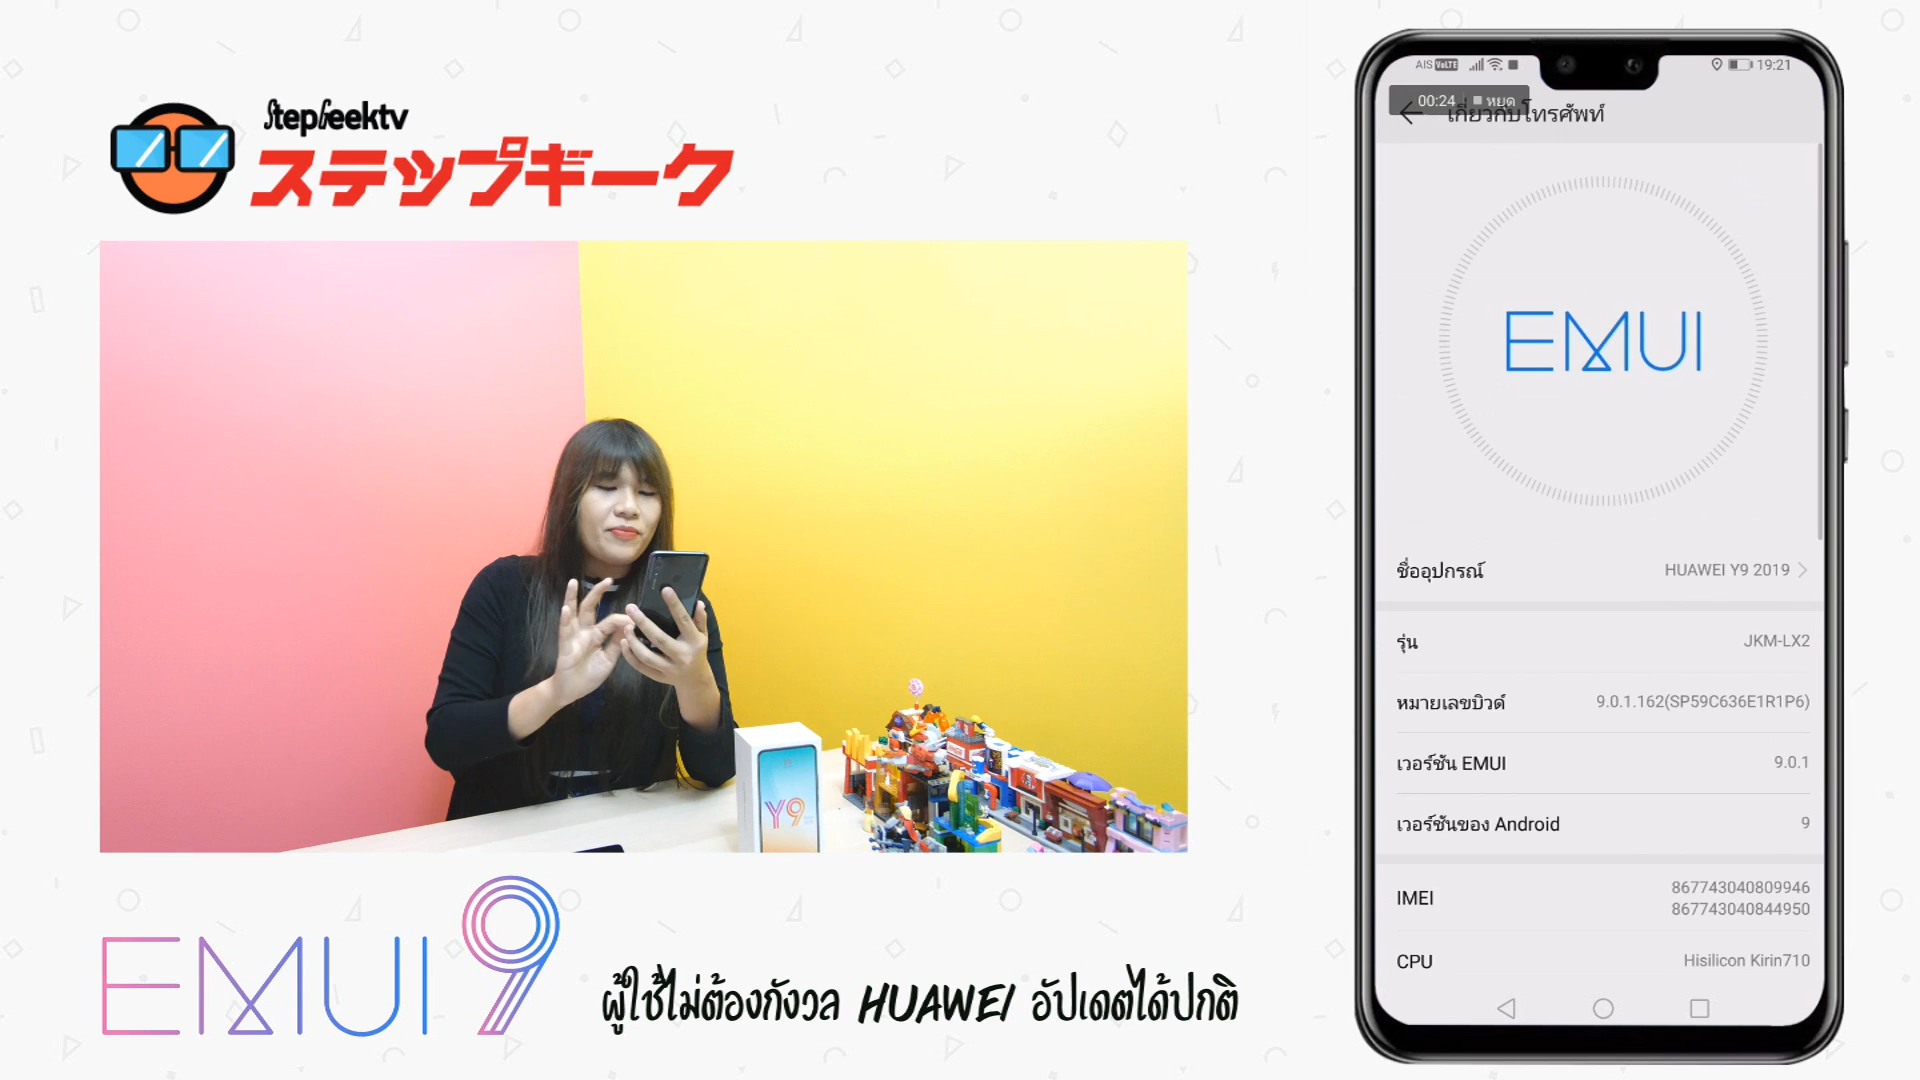 StepGeektv
ステップギーク
Y9
EMUI 9
ผู้ใช้ไม่ต้องกังวล HUAWEI อัปเดตได้ปกติ
AIS VoLTE 19:21
00:24 หยุด
เกี่ยวกับโทรศัพท์
EMUI
ชื่ออุปกรณ์ HUAWEI Y9 2019
รุ่น JKM-LX2
หมายเลขบิวด์ 9.0.1.162(SP59C636E1R1P6)
เวอร์ชัน EMUI 9.0.1
เวอร์ชันของ Android 9
IMEI 867743040809946
867743040844950
CPU Hisilicon Kirin710